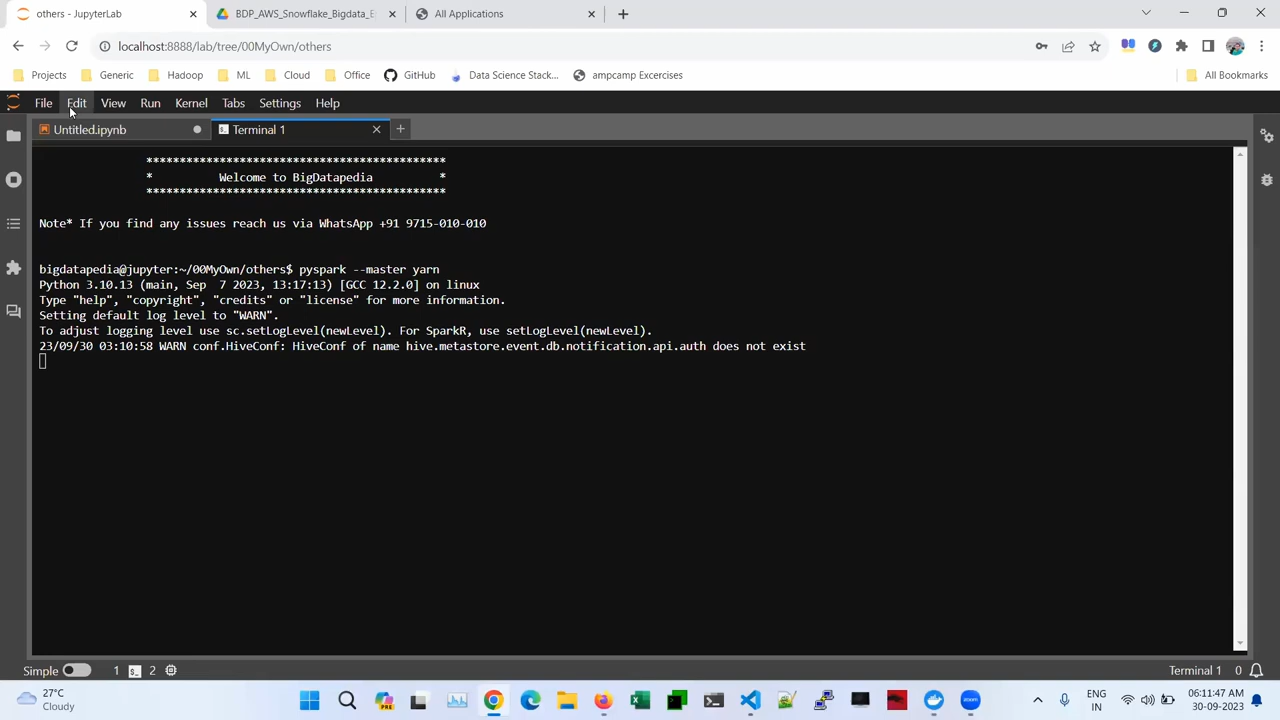 others - JupyterLab
BDP_AWS_Snowflake_Bigdata_E
All Applications
localhost:8888/lab/tree/00MyOwn/others
Projects
Generic
Hadoop
ML
Cloud
Office
GitHub
Data Science Stack...
ampcamp Excercises
All Bookmarks
File
Edit
View
Run
Kernel
Tabs
Settings
Help
Untitled.ipynb
Terminal 1
***********************************************
* Welcome to BigDatapedia *
***********************************************
Note* If you find any issues reach us via WhatsApp +91 9715-010-010
bigdatapedia@jupyter:~/00MyOwn/others$ pyspark --master yarn
Python 3.10.13 (main, Sep  7 2023, 13:17:13) [GCC 12.2.0] on linux
Type "help", "copyright", "credits" or "license" for more information.
Setting default log level to "WARN".
To adjust logging level use sc.setLogLevel(newLevel). For SparkR, use setLogLevel(newLevel).
23/09/30 03:10:58 WARN conf.HiveConf: HiveConf of name hive.metastore.event.db.notification.api.auth does not exist
Simple
1
2
Terminal 1
0
27°C
Cloudy
PRE
zoom
ENG
IN
06:11:47 AM
30-09-2023